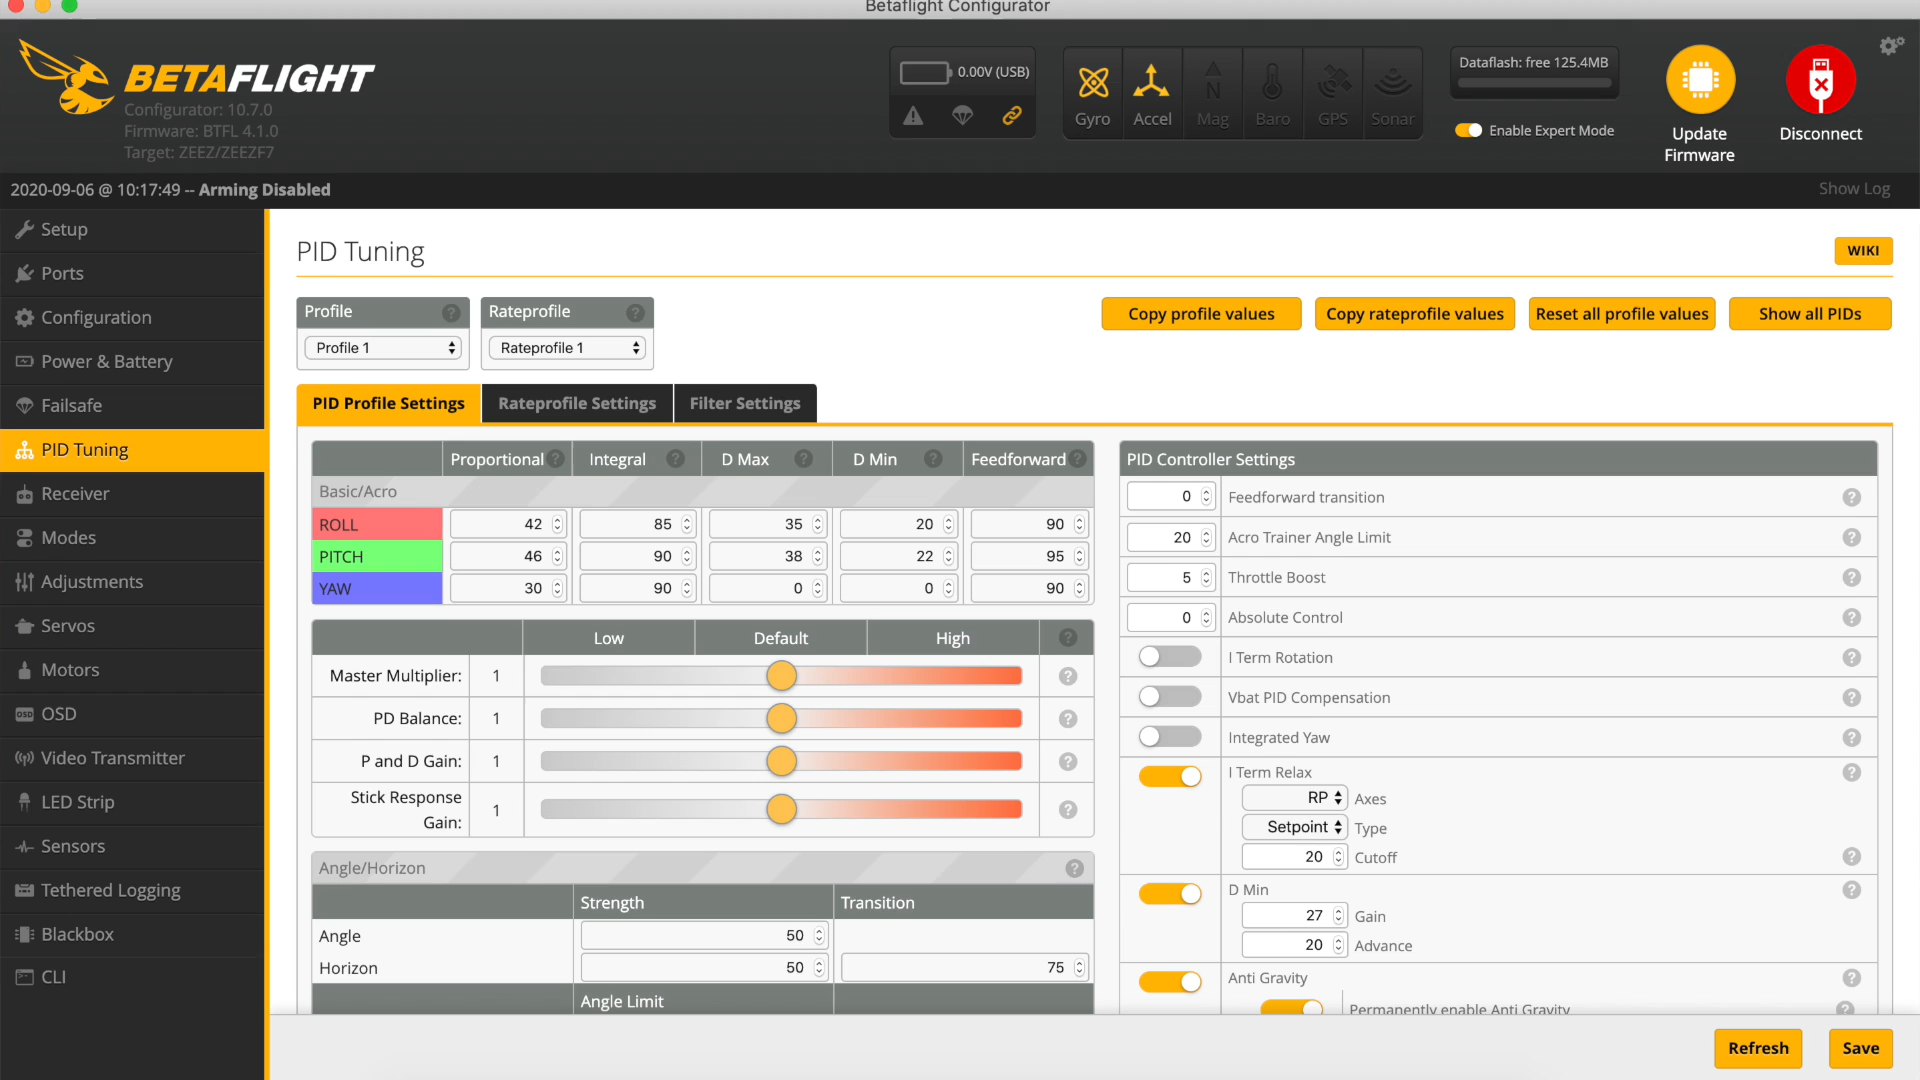 Betaflight Configurator
BETAFLIGHT
Configurator: 10.7.0
Firmware: BTFL 4.1.0
Target: ZEEZ/ZEEZF7
0.00V (USB)
Gyro
Accel
Mag
Baro
GPS
Sonar
Dataflash: free 125.4MB
Enable Expert Mode
Update Firmware
Disconnect
2020-09-06 @ 10:17:49 -- Arming Disabled
Show Log
Setup
Ports
Configuration
Power & Battery
Failsafe
PID Tuning
Receiver
Modes
Adjustments
Servos
Motors
OSD
Video Transmitter
LED Strip
Sensors
Tethered Logging
Blackbox
CLI
PID Tuning
WIKI
Profile
Profile 1
Rateprofile
Rateprofile 1
Copy profile values
Copy rateprofile values
Reset all profile values
Show all PIDs
PID Profile Settings
Rateprofile Settings
Filter Settings
Proportional Integral D Max D Min Feedforward
Basic/Acro
ROLL 42 85 35 20 90
PITCH 46 90 38 22 95
YAW 30 90 0 0 90
Low Default High
Master Multiplier: 1
PD Balance: 1
P and D Gain: 1
Stick Response Gain: 1
Angle/Horizon
Strength Transition
Angle 50
Horizon 50 75
Angle Limit
PID Controller Settings
0 Feedforward transition
20 Acro Trainer Angle Limit
5 Throttle Boost
0 Absolute Control
I Term Rotation
Vbat PID Compensation
Integrated Yaw
I Term Relax
RP Axes
Setpoint Type
20 Cutoff
D Min
27 Gain
20 Advance
Anti Gravity
Permanently enable Anti Gravity
Refresh
Save